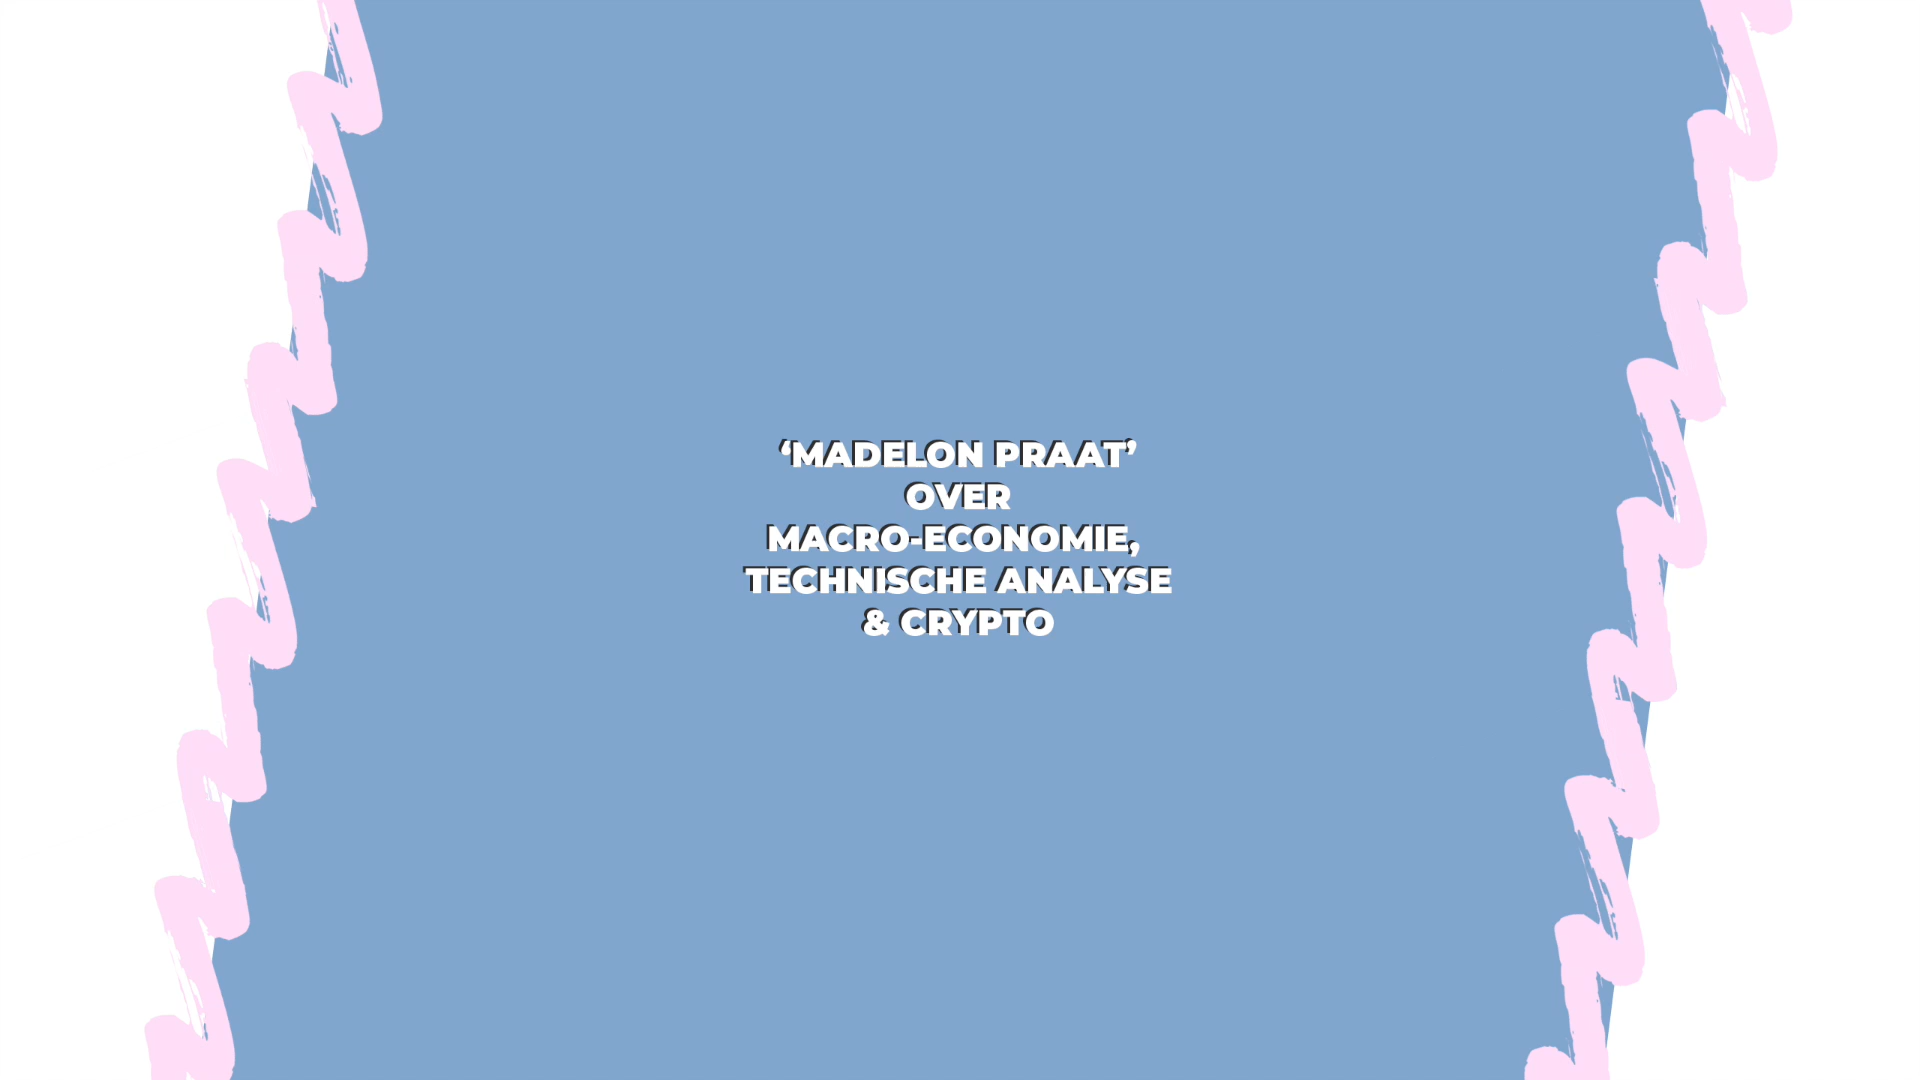 ‘MADELON PRAAT’
OVER
MACRO-ECONOMIE,
TECHNISCHE ANALYSE
& CRYPTO